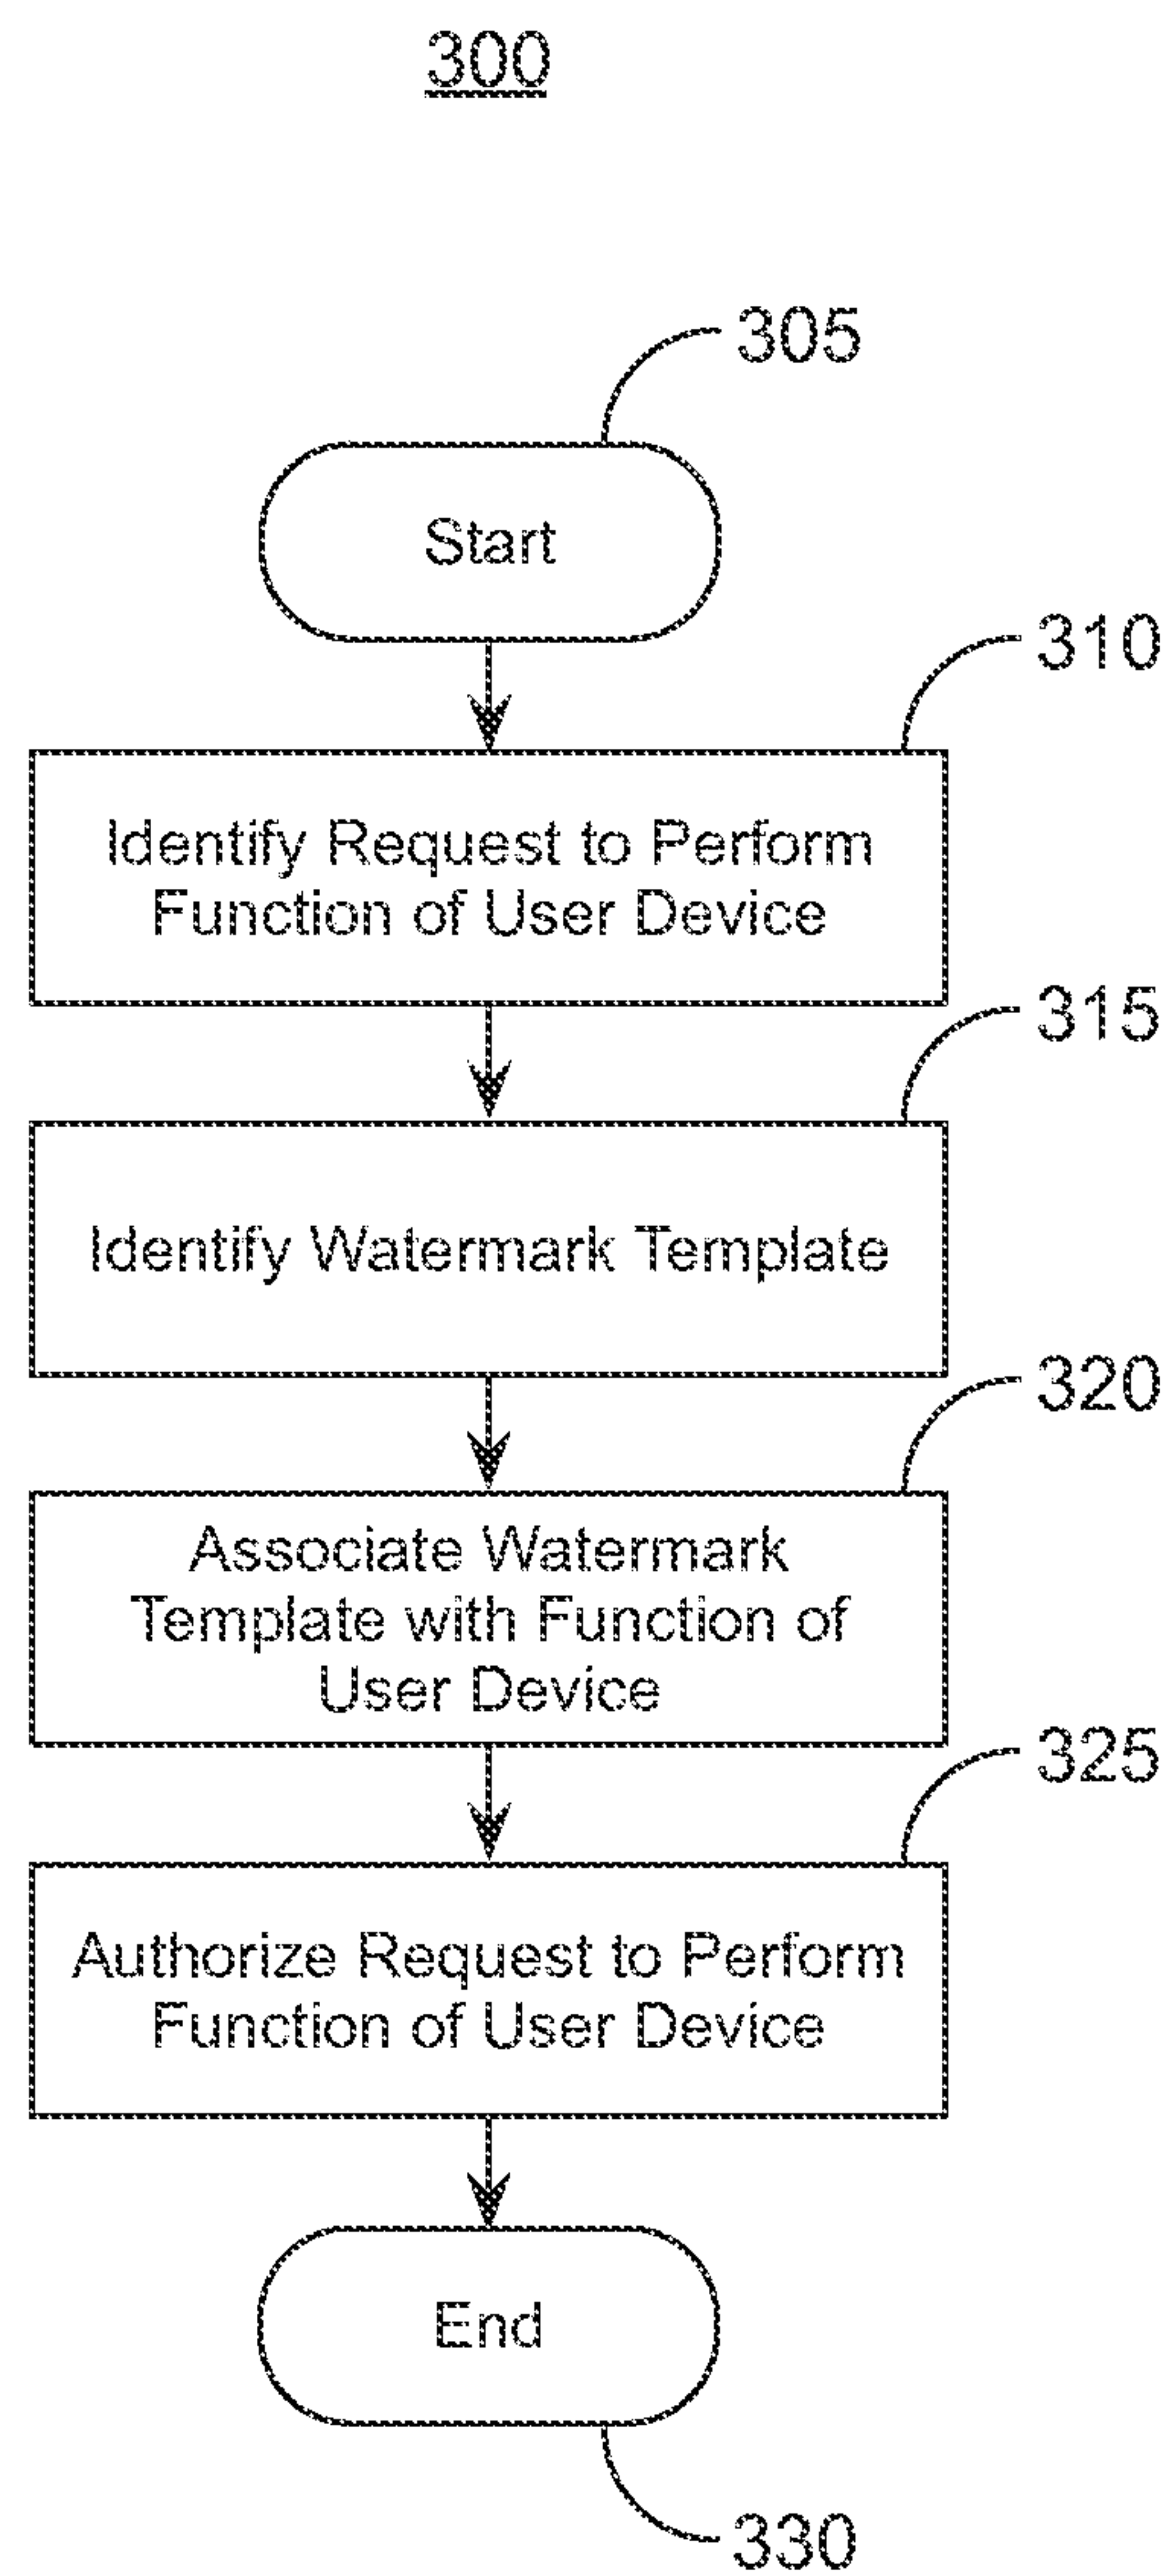 300
305
Start
310
Identify Request to Perform
Function of User Device
315
Identify Watermark Template
320
Associate Watermark
Template with Function of
User Device
325
Authorize Request to Perform
Function of User Device
End
330